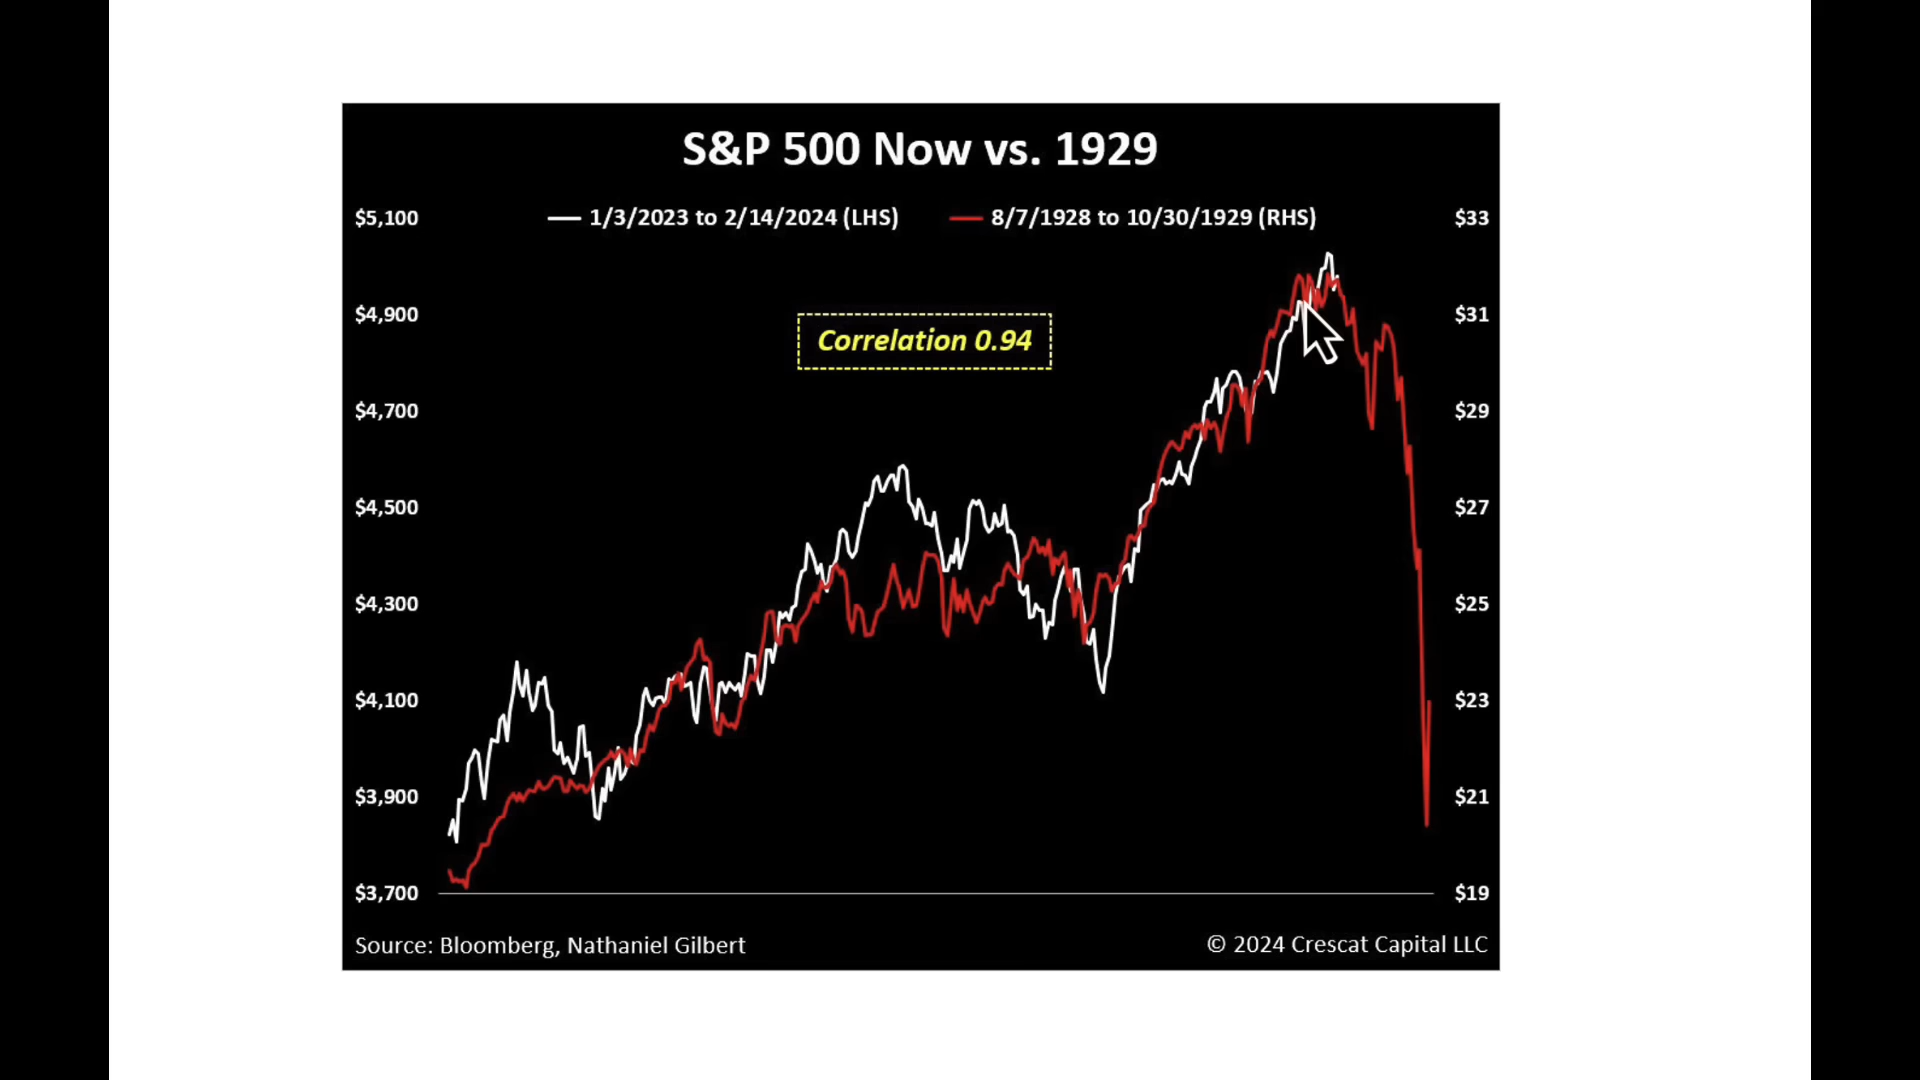 S&P 500 Now vs. 1929
1/3/2023 to 2/14/2024 (LHS)
8/7/1928 to 10/30/1929 (RHS)
Correlation 0.94
$5,100
$4,900
$4,700
$4,500
$4,300
$4,100
$3,900
$3,700
$33
$31
$29
$27
$25
$23
$21
$19
Source: Bloomberg, Nathaniel Gilbert
© 2024 Crescat Capital LLC